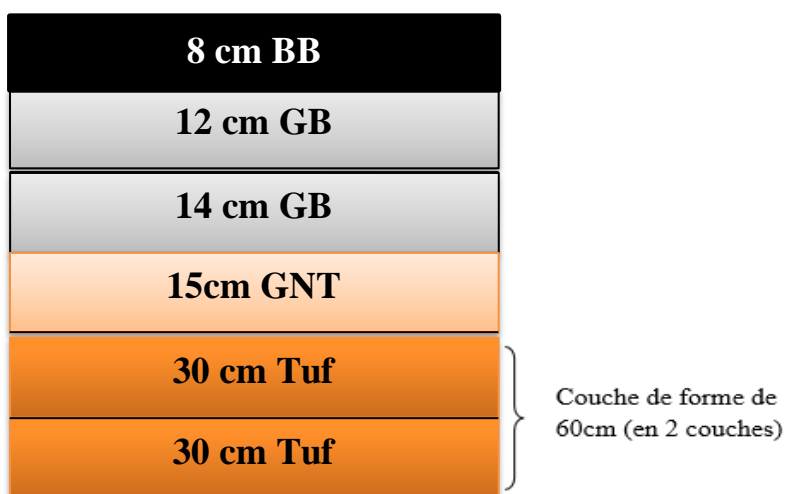 8 cm BB
12 cm GB
14 cm GB
15cm GNT
30 cm Tuf
30 cm Tuf
Couche de forme de
60cm (en 2 couches)